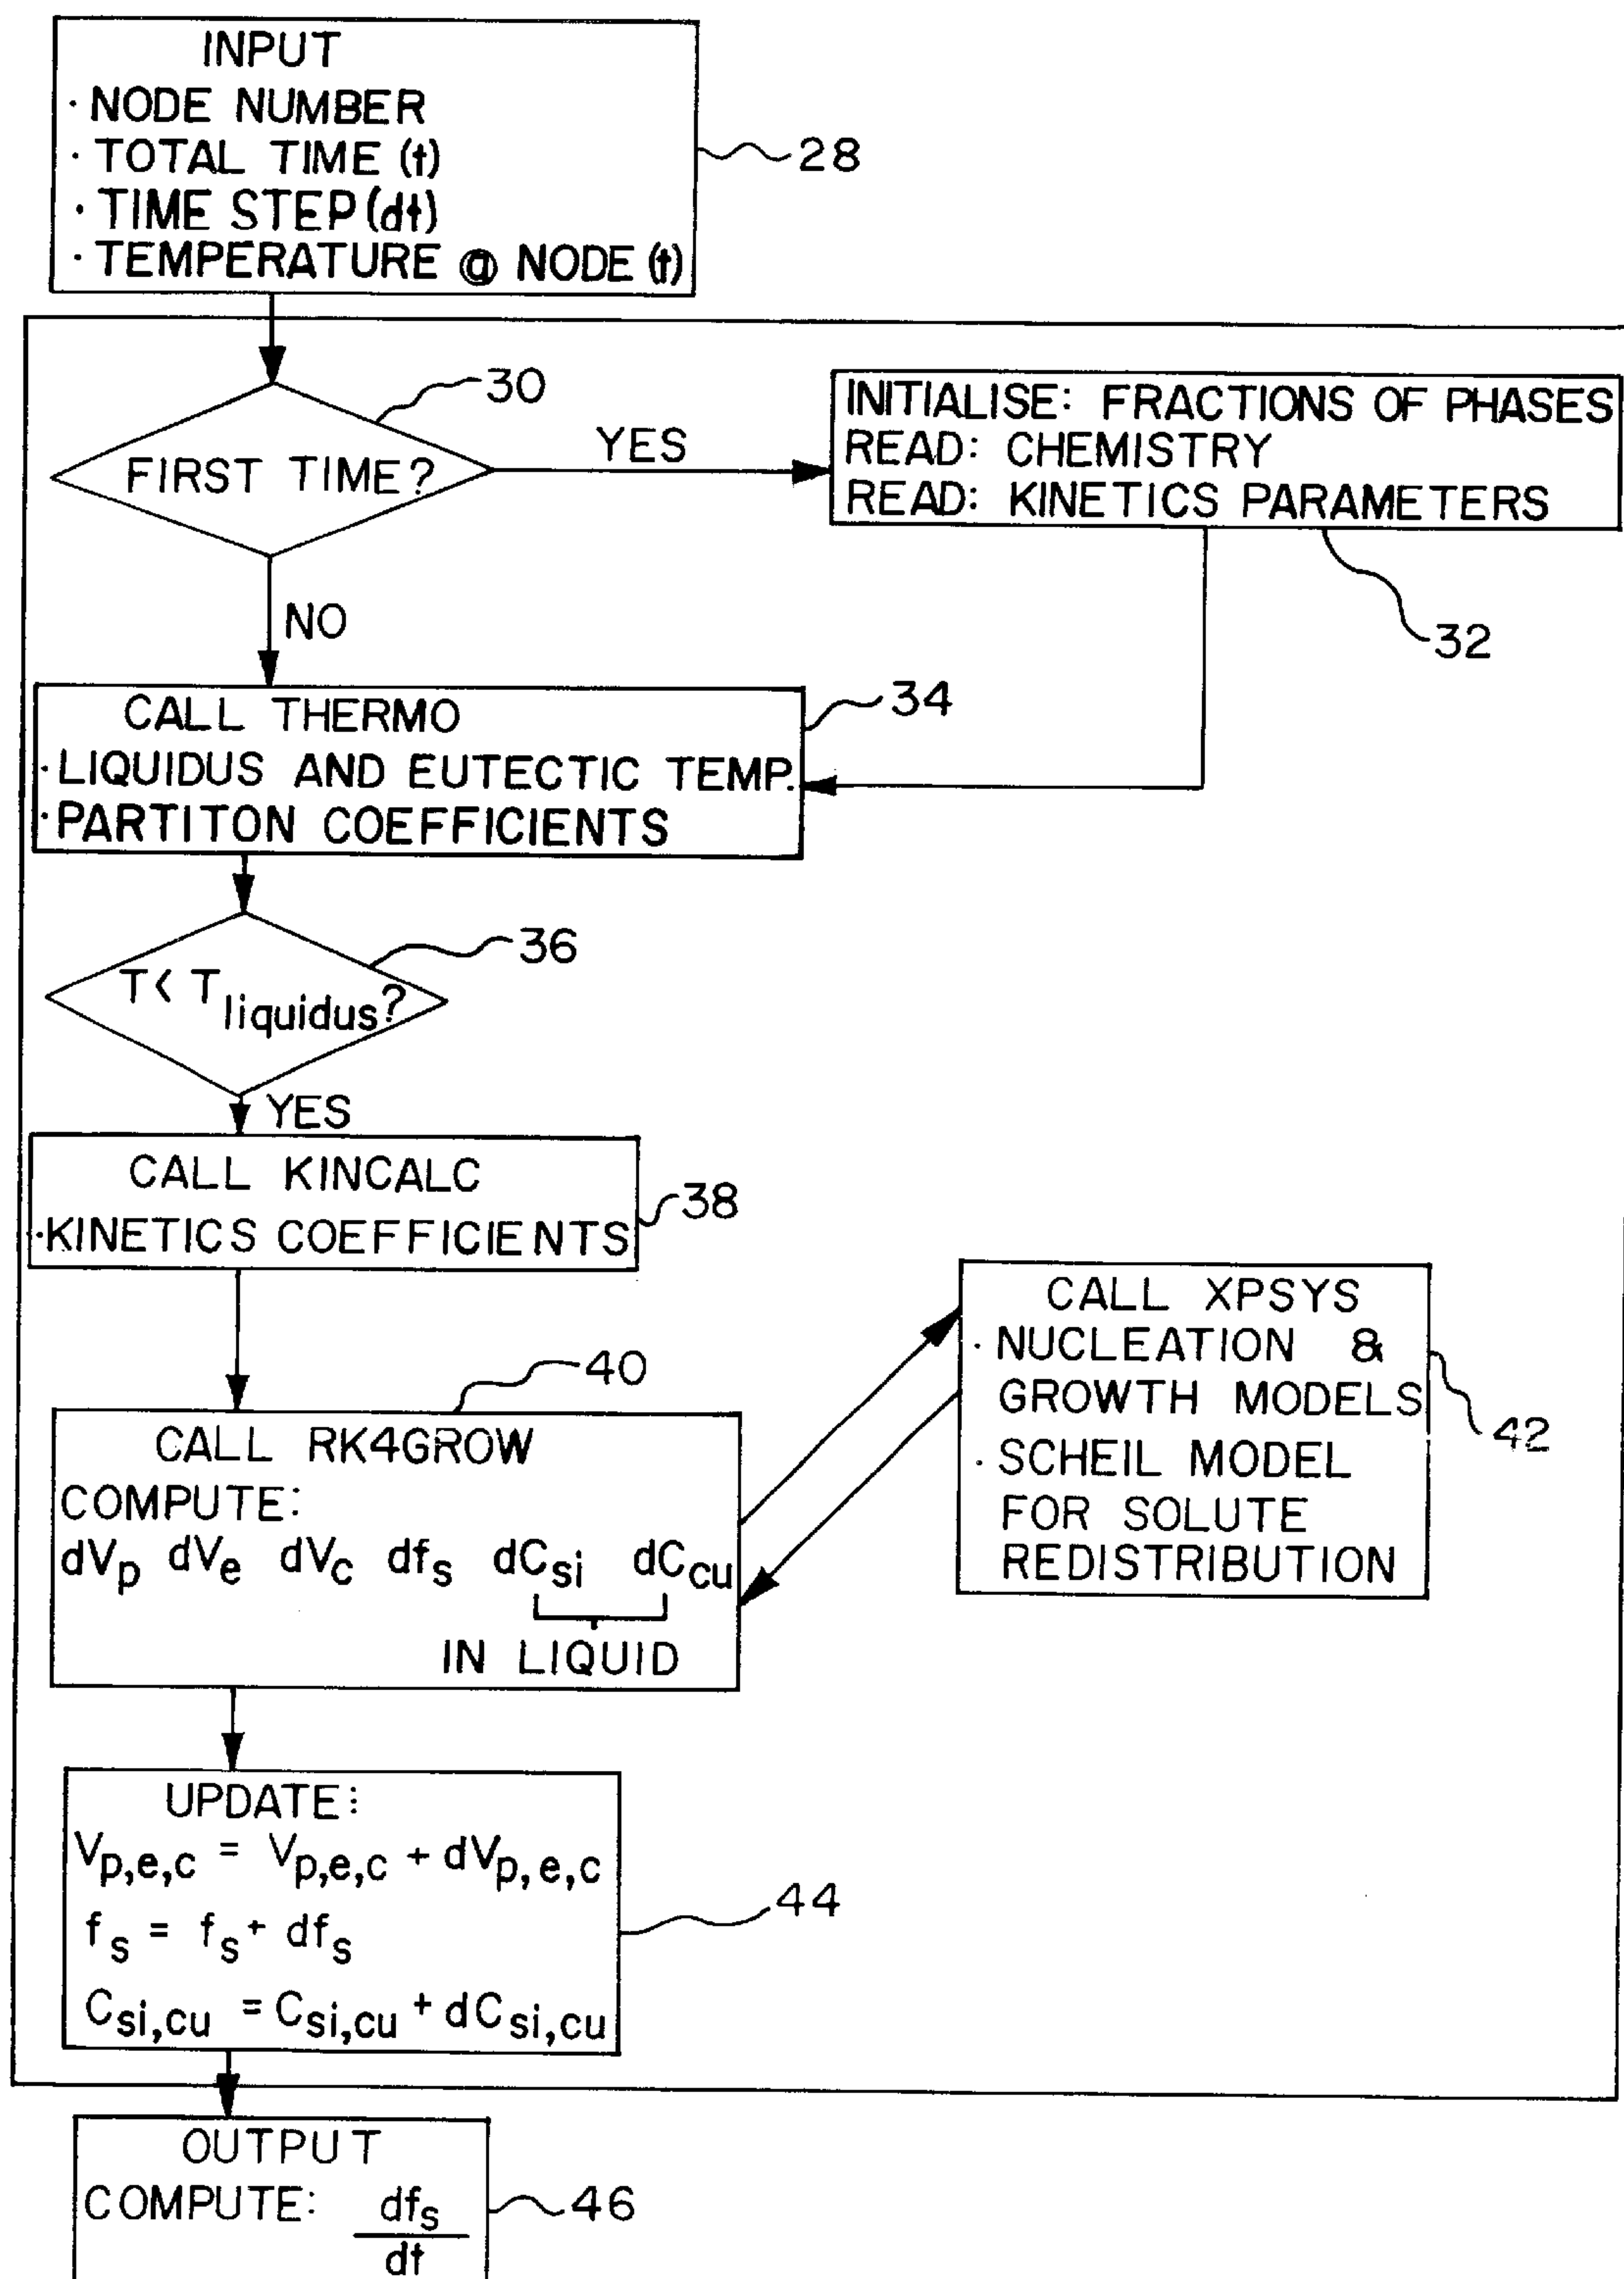 INPUT
· NODE NUMBER
· TOTAL TIME (t)
· TIME STEP (dt)
· TEMPERATURE @ NODE (t)
28
30
FIRST TIME?
YES
INITIALISE: FRACTIONS OF PHASES
READ: CHEMISTRY
READ: KINETICS PARAMETERS
32
NO
CALL THERMO
· LIQUIDUS AND EUTECTIC TEMP.
· PARTITON COEFFICIENTS
34
36
T< T liquidus?
YES
CALL KINCALC
· KINETICS COEFFICIENTS
38
40
CALL RK4GROW
COMPUTE:
dVp dVe dVc dfs dCsi dCcu
IN LIQUID
CALL XPSYS
· NUCLEATION &
GROWTH MODELS
· SCHEIL MODEL
FOR SOLUTE
REDISTRIBUTION
42
UPDATE:
Vp,e,c = Vp,e,c + dVp,e,c
fs = fs + dfs
Csi,cu = Csi,cu + dCsi,cu
44
OUTPUT
COMPUTE: dfs
dt
46